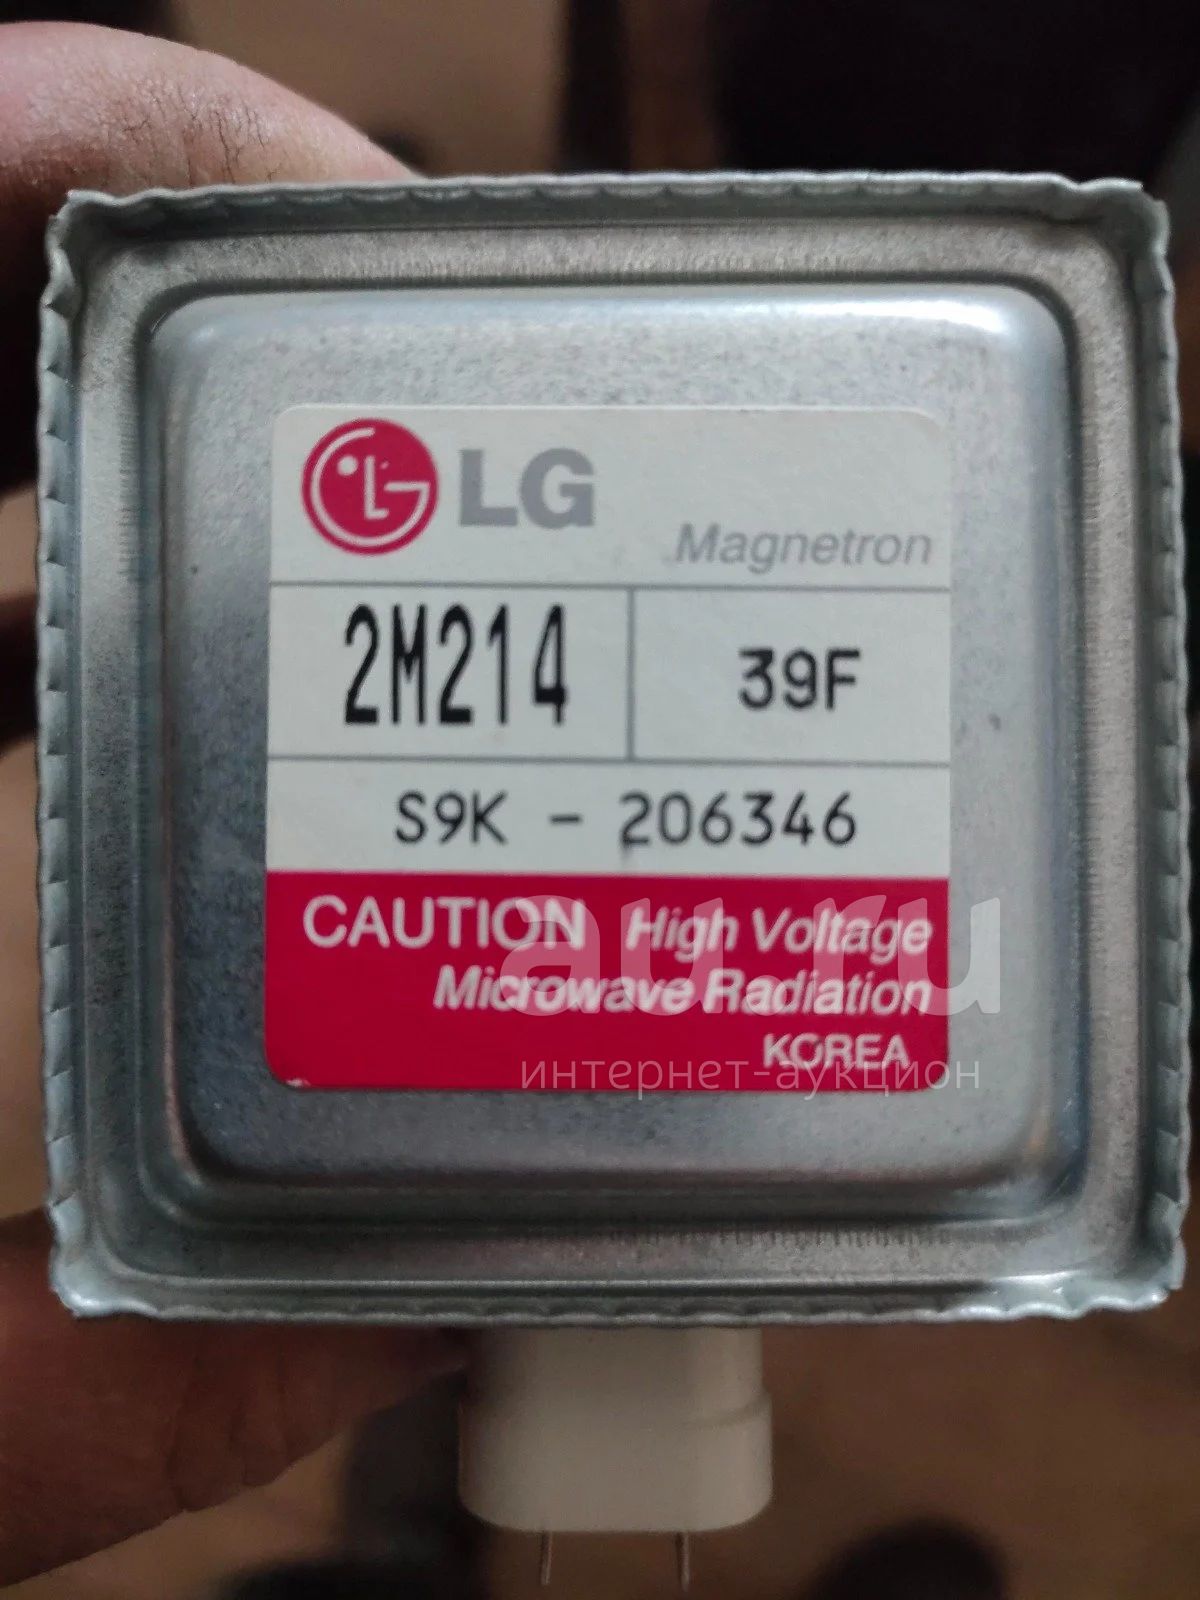 LG
Magnetron
2M214
39F
S9K - 206346
CAUTION High Voltage
Microwave Radiation
KOREA
au.ru
интернет-аукцион